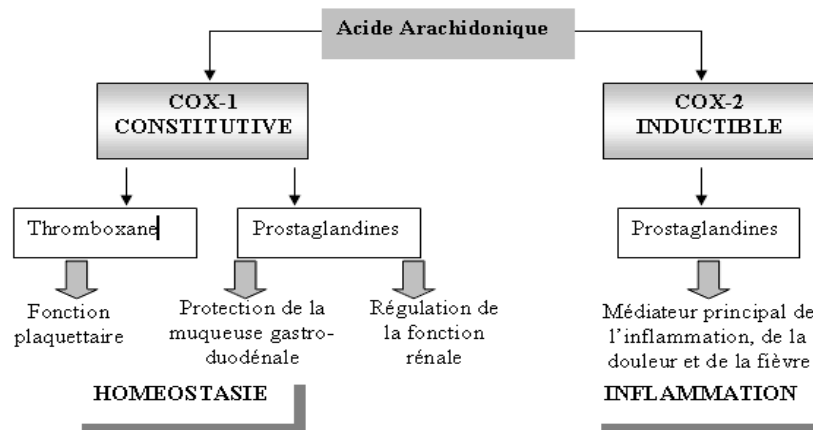 Acide Arachidonique
COX-1
CONSTITUTIVE
COX-2
INDUCTIBLE
Thromboxane
Prostaglandines
Prostaglandines
Fonction
plaquettaire
Protection de la
muqueuse gastro-
duodénale
Régulation de
la fonction
rénale
Médiateur principal de
l'inflammation, de la
douleur et de la fièvre
HOMEOSTASIE
INFLAMMATION